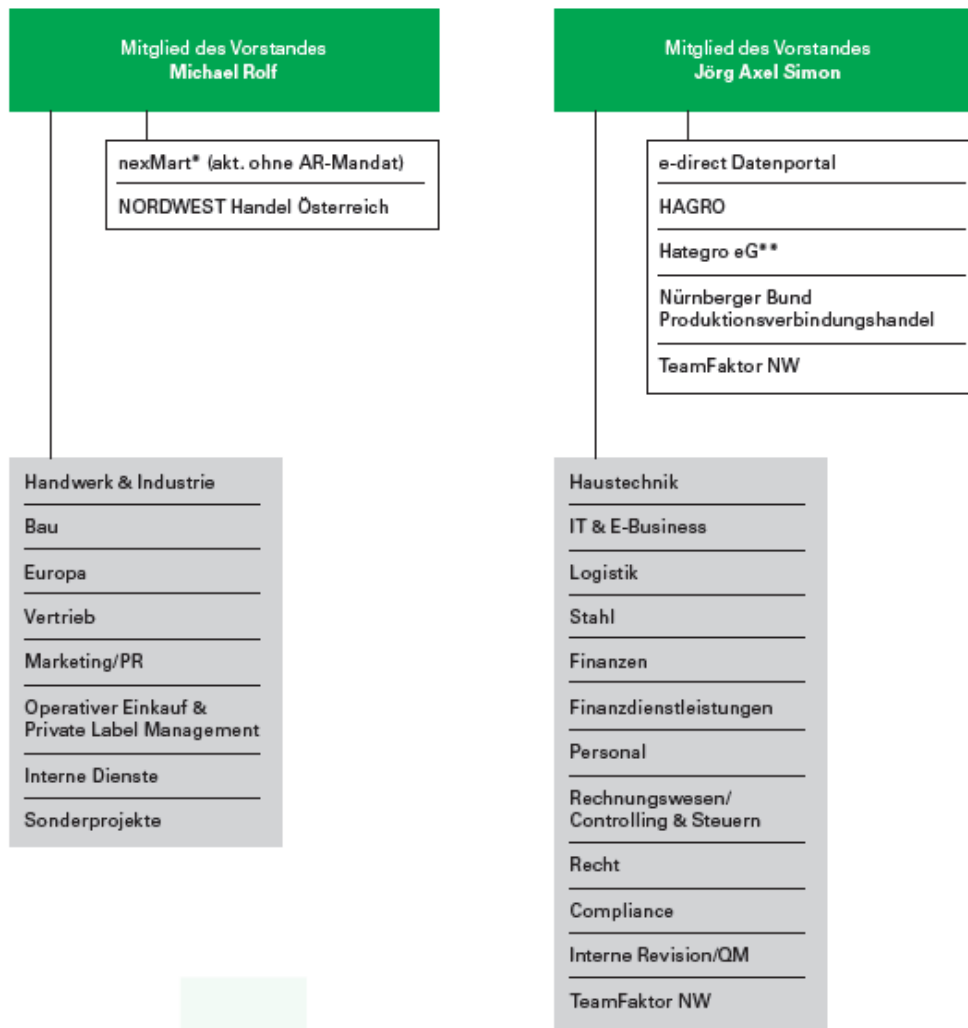 Mitglied des Vorstandes
Michael Rolf
nexMart* (akt. ohne AR-Mandat)
NORDWEST Handel Österreich
Handwerk & Industrie
Bau
Europa
Vertrieb
Marketing/PR
Operativer Einkauf &
Private Label Management
Interne Dienste
Sonderprojekte
Mitglied des Vorstandes
Jörg Axel Simon
e-direct Datenportal
HAGRO
Hategro eG**
Nürnberger Bund
Produktionsverbindungshandel
TeamFaktor NW
Haustechnik
IT & E-Business
Logistik
Stahl
Finanzen
Finanzdienstleistungen
Personal
Rechnungswesen/
Controlling & Steuern
Recht
Compliance
Interne Revision/QM
TeamFaktor NW